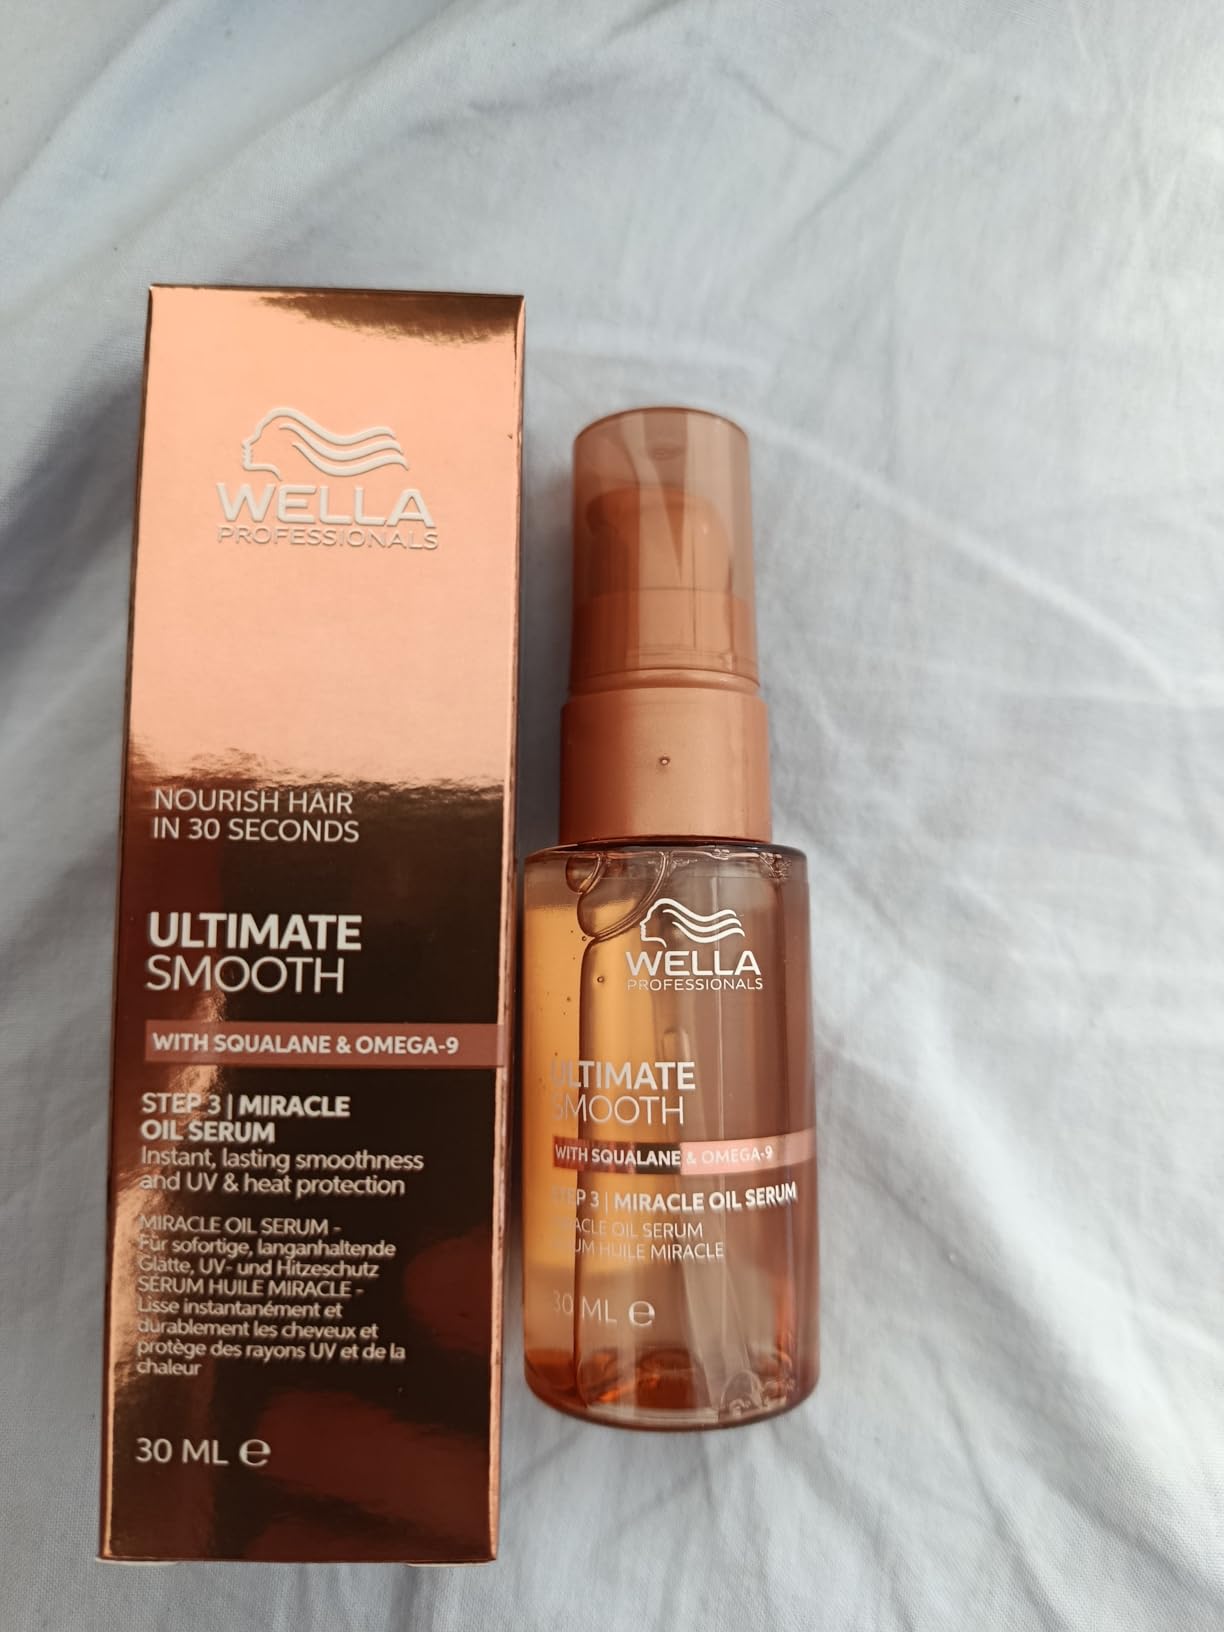 WELLA
PROFESSIONALS
NOURISH HAIR
IN 30 SECONDS
ULTIMATE
SMOOTH
WITH SQUALANE & OMEGA-9
STEP 3 | MIRACLE
OIL SERUM
Instant, lasting smoothness
and UV & heat protection
MIRACLE OIL SERUM -
Für sofortige, langanhaltende
Glätte, UV- und Hitzeschutz
SÉRUM HUILE MIRACLE -
Lisse instantanément et
durablement les cheveux et
protège des rayons UV et de la
chaleur
30 ML ℮
WELLA
PROFESSIONALS
ULTIMATE
SMOOTH
WITH SQUALANE & OMEGA-9
STEP 3 | MIRACLE OIL SERUM
MIRACLE OIL SERUM
SÉRUM HUILE MIRACLE
30 ML ℮